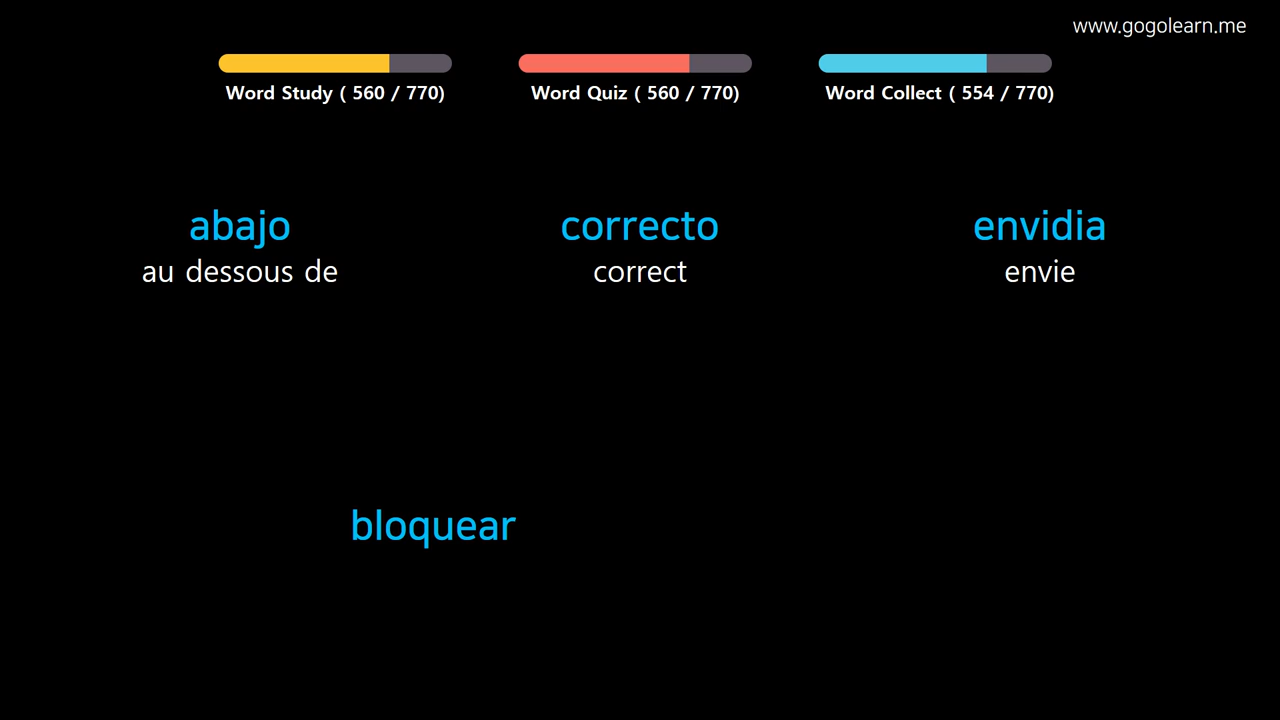 www.gogolearn.me
Word Study ( 560 / 770)
Word Quiz ( 560 / 770)
Word Collect ( 554 / 770)
abajo
au dessous de
correcto
correct
envidia
envie
bloquear